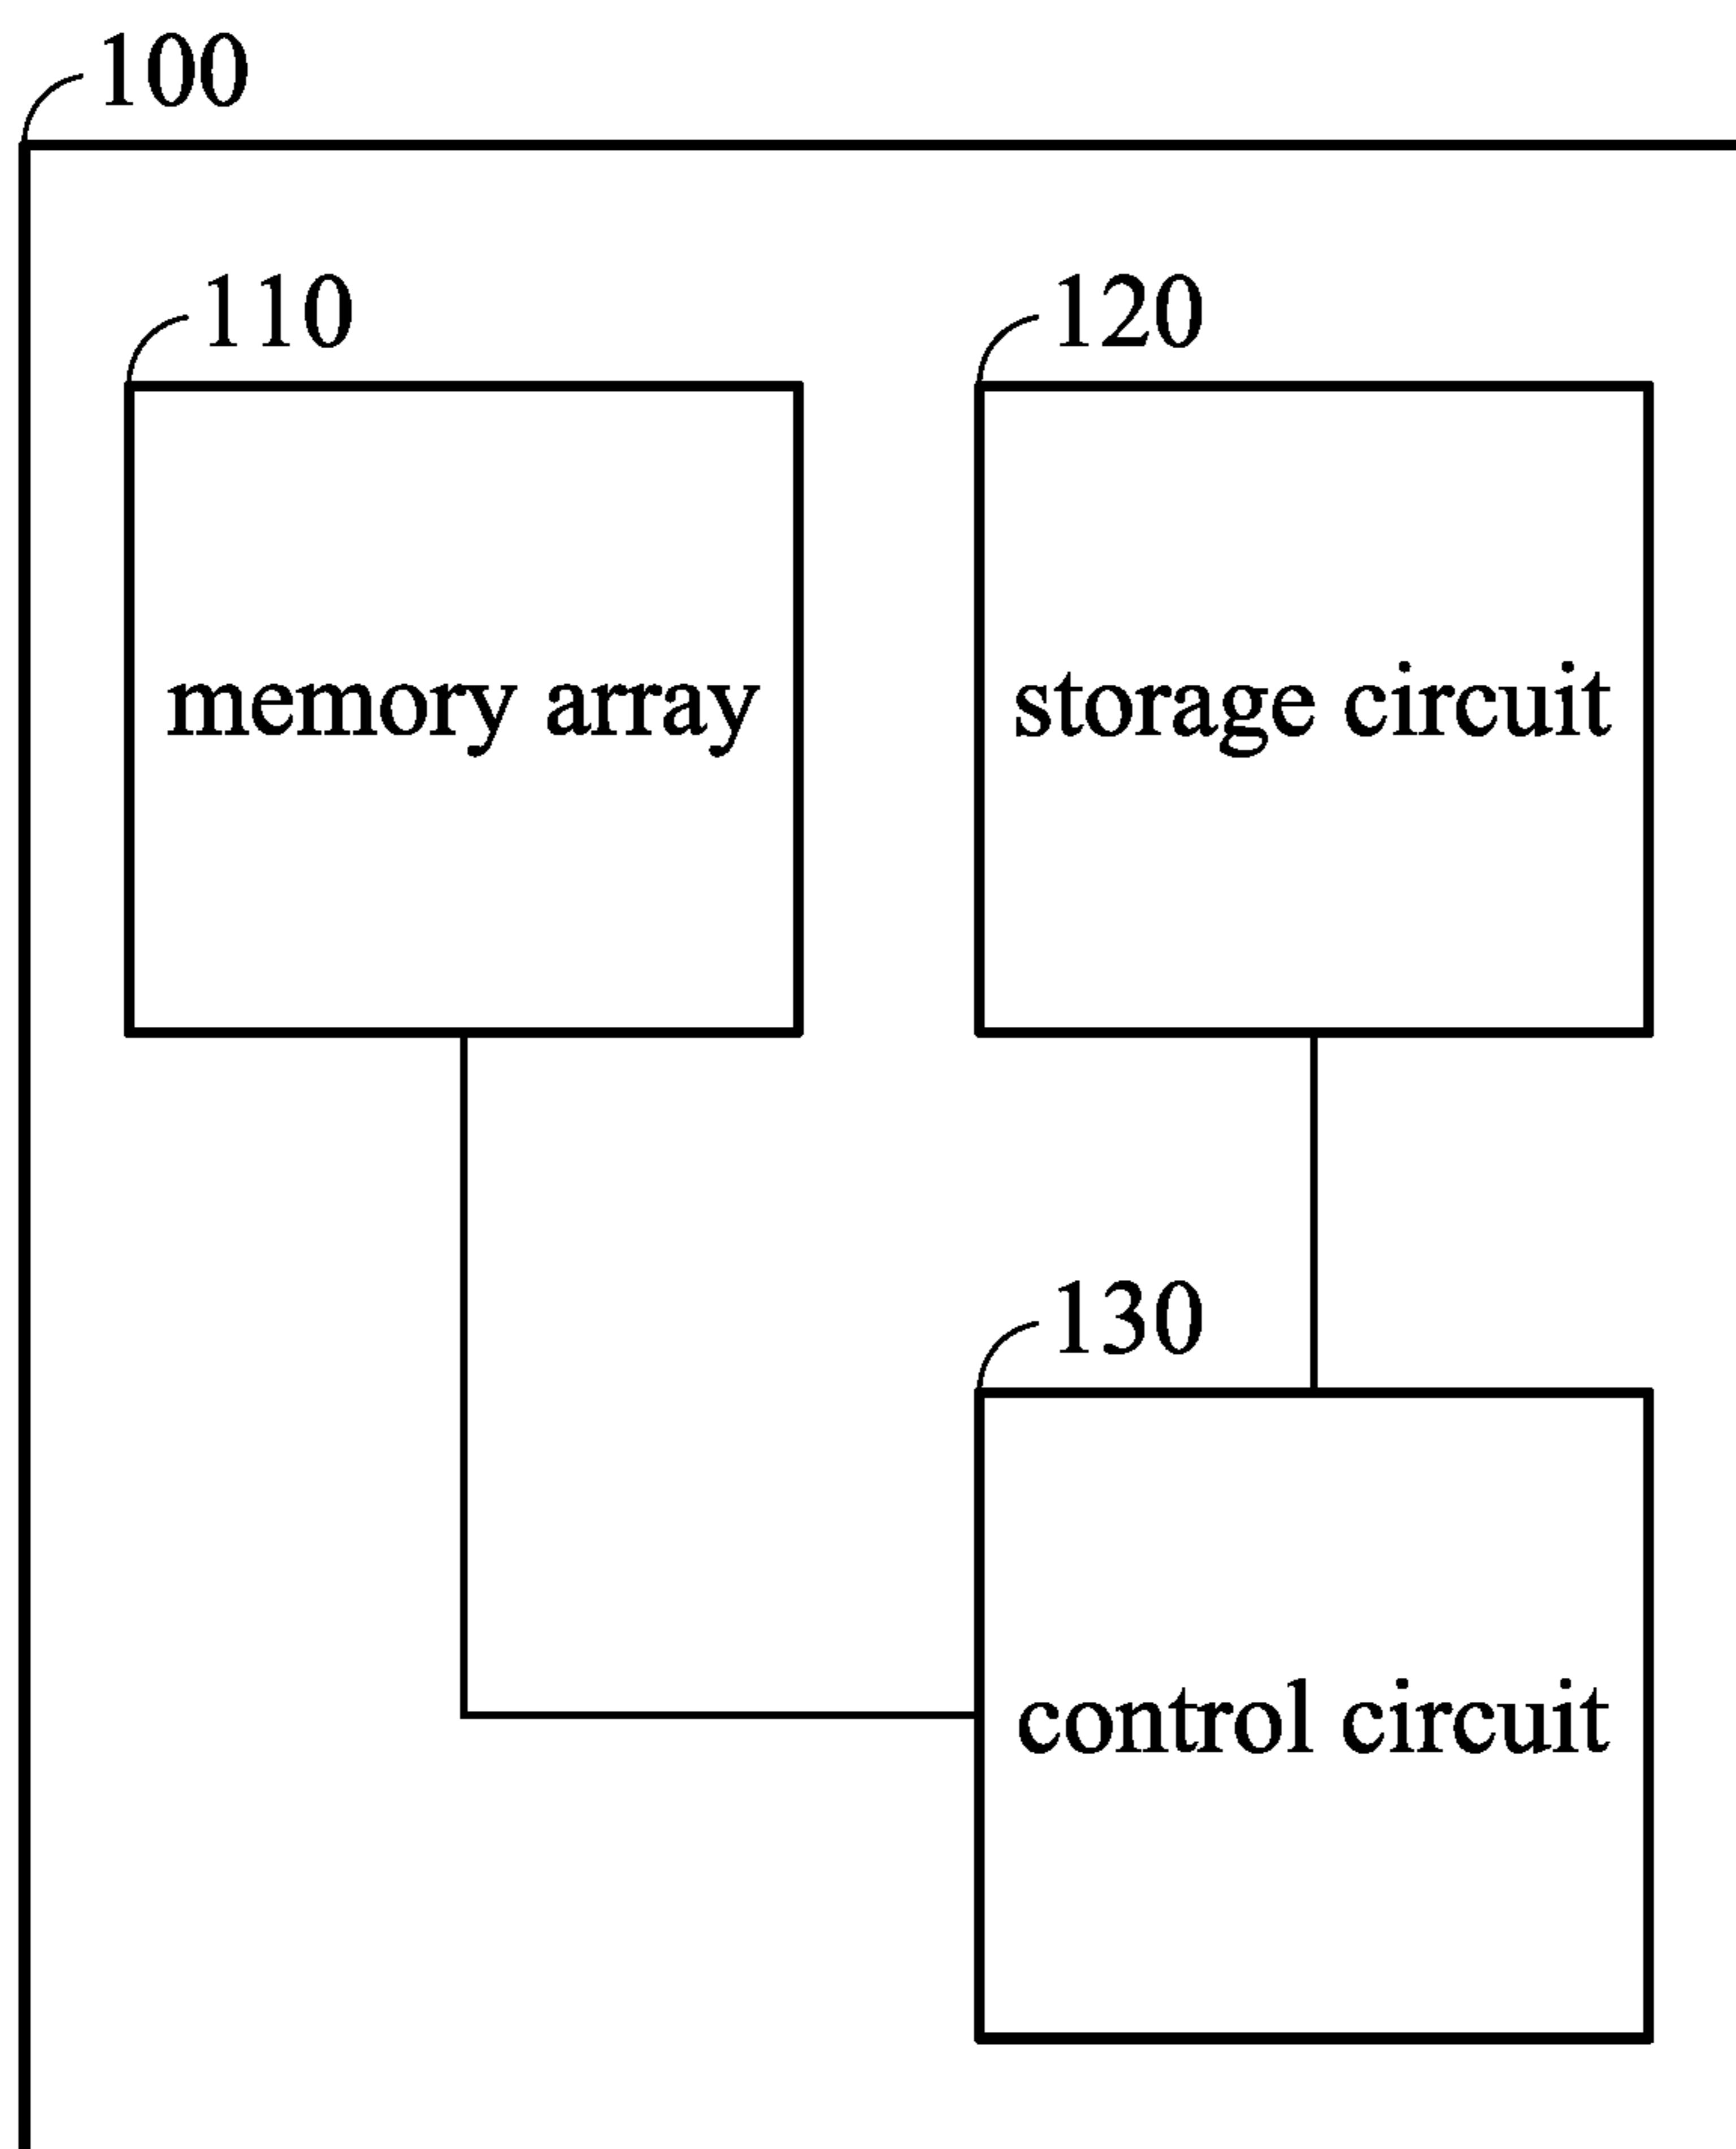 100
110
120
memory array
storage circuit
130
control circuit